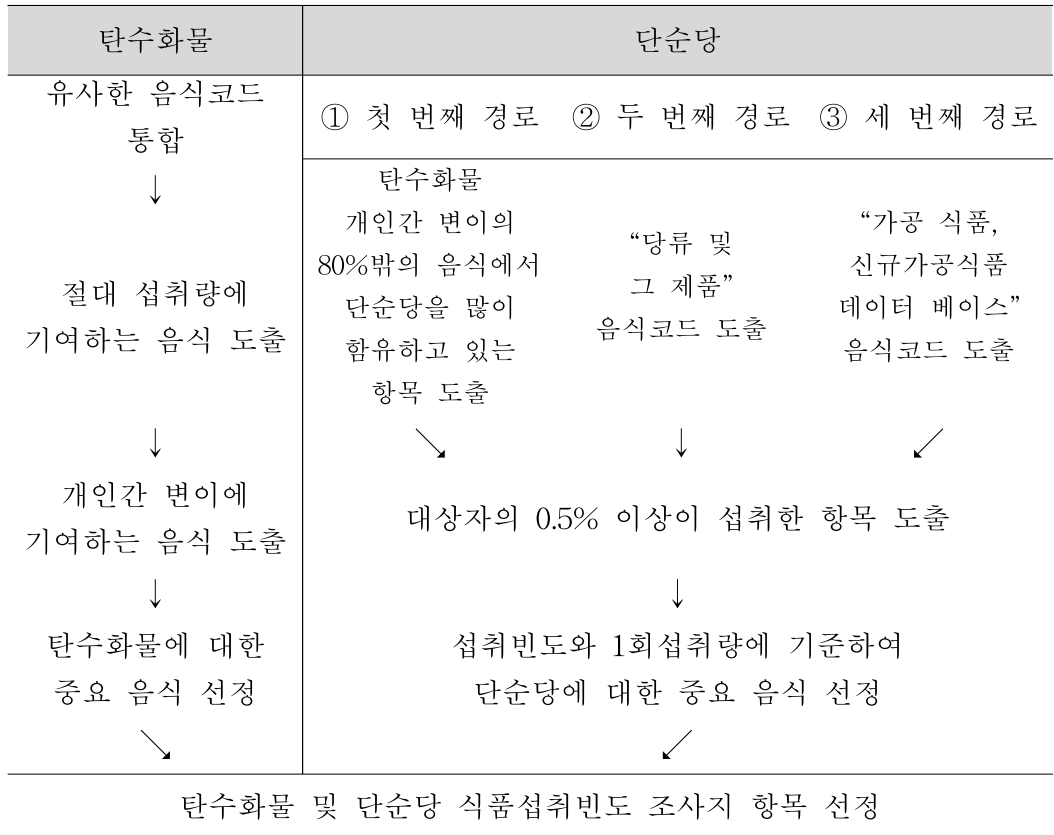 탄수화물
단순당
유사한 음식코드
통합
↓
절대 섭취량에
기여하는 음식 도출
↓
개인간 변이에
기여하는 음식 도출
↓
탄수화물에 대한
중요 음식 선정
↘
① 첫 번째 경로
② 두 번째 경로
③ 세 번째 경로
탄수화물
개인간 변이의
80%밖의 음식에서
단순당을 많이
함유하고 있는
항목 도출
↘
“당류 및
그 제품”
음식코드 도출
↓
“가공 식품,
신규가공식품
데이터 베이스”
음식코드 도출
↙
대상자의 0.5% 이상이 섭취한 항목 도출
↓
섭취빈도와 1회섭취량에 기준하여
단순당에 대한 중요 음식 선정
↙
탄수화물 및 단순당 식품섭취빈도 조사지 항목 선정